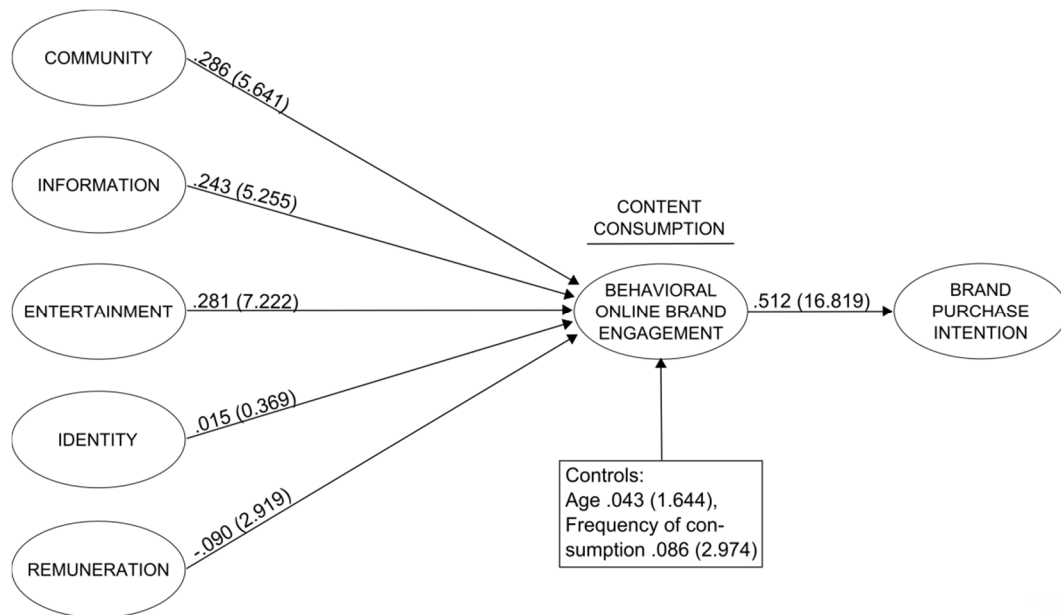 COMMUNITY
.286 (5.641)
INFORMATION
.243 (5.255)
ENTERTAINMENT
.281 (7.222)
IDENTITY
.015 (0.369)
REMUNERATION
-.090 (2.919)
CONTENT
CONSUMPTION
BEHAVIORAL
ONLINE BRAND
ENGAGEMENT
.512 (16.819)
BRAND
PURCHASE
INTENTION
Controls:
Age .043 (1.644),
Frequency of con-
sumption .086 (2.974)